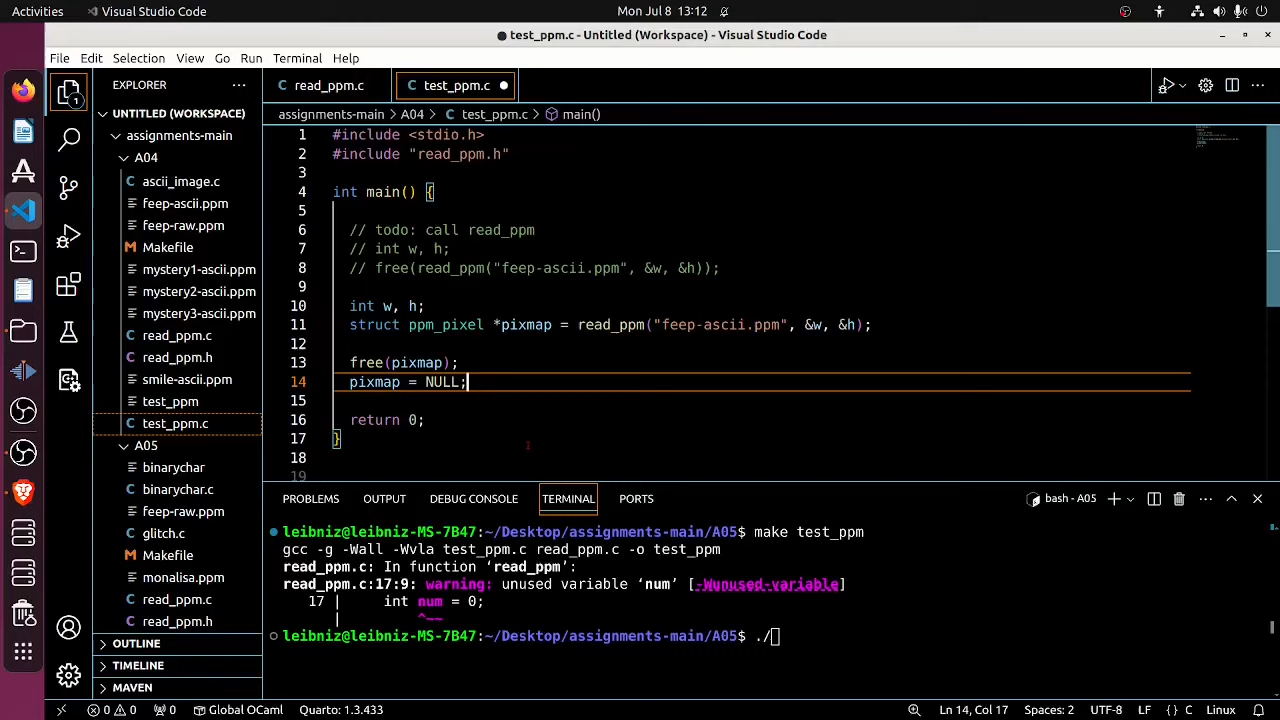 Activities
Visual Studio Code
Mon Jul 8 13:12
test_ppm.c - Untitled (Workspace) - Visual Studio Code
File Edit Selection View Go Run Terminal Help
EXPLORER
UNTITLED (WORKSPACE)
assignments-main
A04
ascii_image.c
feep-ascii.ppm
feep-raw.ppm
Makefile
mystery1-ascii.ppm
mystery2-ascii.ppm
mystery3-ascii.ppm
read_ppm.c
read_ppm.h
smile-ascii.ppm
test_ppm
test_ppm.c
A05
binarychar
binarychar.c
feep-raw.ppm
glitch.c
Makefile
monalisa.ppm
read_ppm.c
read_ppm.h
OUTLINE
TIMELINE
MAVEN
1
read_ppm.c
test_ppm.c
assignments-main > A04 > test_ppm.c > main()
1 #include <stdio.h>
2 #include "read_ppm.h"
3
4 int main() {
5
6 // todo: call read_ppm
7 // int w, h;
8 // free(read_ppm("feep-ascii.ppm", &w, &h));
9
10 int w, h;
11 struct ppm_pixel *pixmap = read_ppm("feep-ascii.ppm", &w, &h);
12
13 free(pixmap);
14 pixmap = NULL;
15
16 return 0;
17 }
18
19
PROBLEMS OUTPUT DEBUG CONSOLE TERMINAL PORTS
bash - A05
leibniz@leibniz-MS-7B47:~/Desktop/assignments-main/A05$ make test_ppm
gcc -g -Wall -Wvla test_ppm.c read_ppm.c -o test_ppm
read_ppm.c: In function ‘read_ppm’:
read_ppm.c:17:9: warning: unused variable ‘num’ [-Wunused-variable]
17 | int num = 0;
| ^~~
leibniz@leibniz-MS-7B47:~/Desktop/assignments-main/A05$ ./
0 0 0 Global OCaml Quarto: 1.3.433
Ln 14, Col 17 Spaces: 2 UTF-8 LF {} C Linux